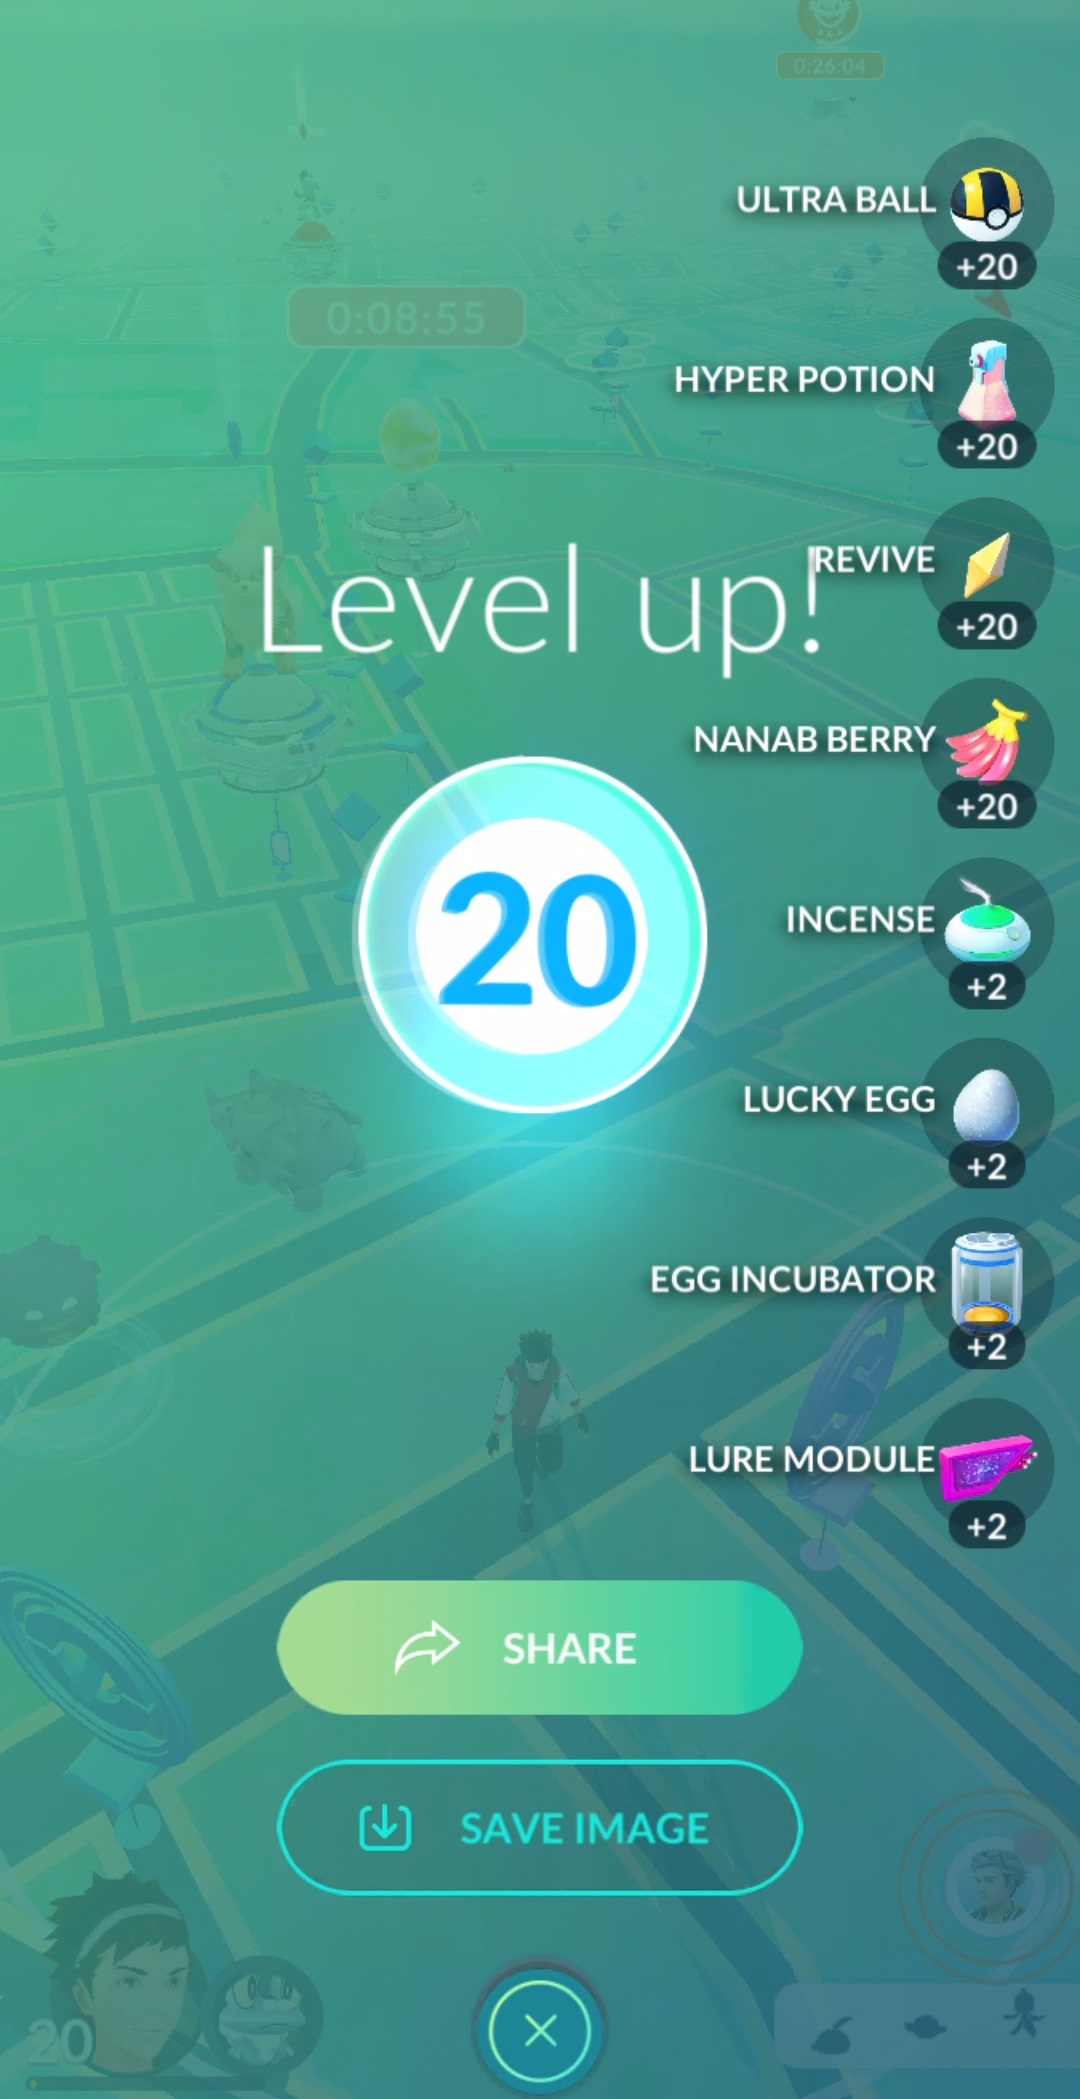 0:26:04
ULTRA BALL
+20
0:08:55
HYPER POTION
+20
Level up!
REVIVE
+20
NANAB BERRY
+20
20
INCENSE
+2
LUCKY EGG
+2
EGG INCUBATOR
+2
LURE MODULE
+2
SHARE
SAVE IMAGE
20